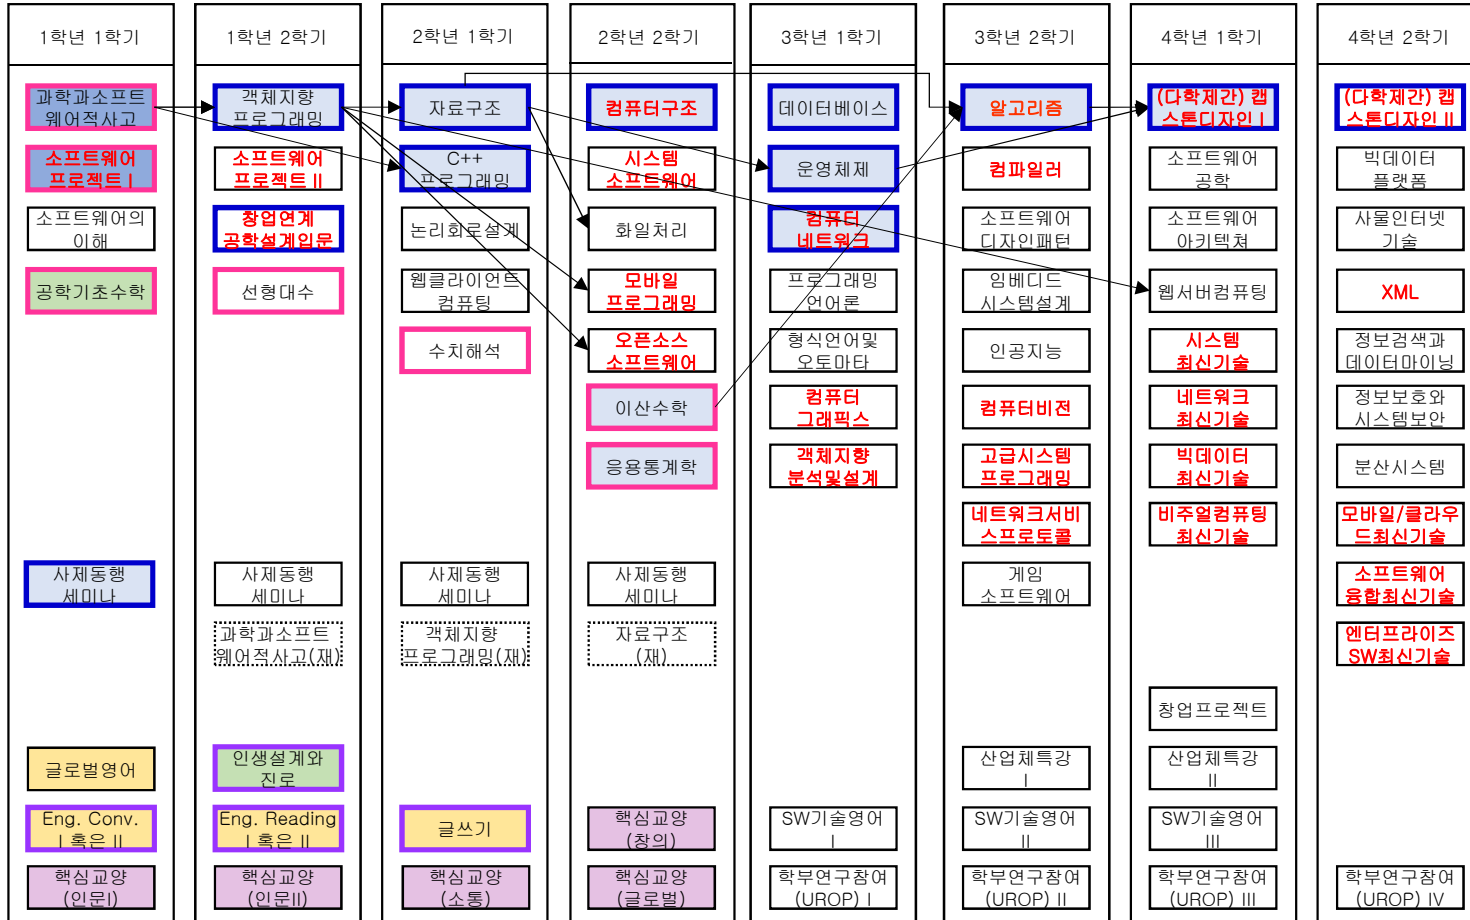 1학년 1학기
과학과소프트
웨어적사고
소프트웨어
프로젝트 I
소프트웨어의
이해
공학기초수학
사제동행
세미나
글로벌영어
Eng. Conv.
I 혹은 II
핵심교양
(인문I)
1학년 2학기
객체지향
프로그래밍
소프트웨어
프로젝트 II
창업연계
공학설계입문
선형대수
사제동행
세미나
과학과소프트
웨어적사고(재)
인생설계와
진로
Eng. Reading
I 혹은 II
핵심교양
(인문II)
2학년 1학기
자료구조
C++
프로그래밍
논리회로설계
웹클라이언트
컴퓨팅
수치해석
사제동행
세미나
객체지향
프로그래밍(재)
글쓰기
핵심교양
(소통)
2학년 2학기
컴퓨터구조
시스템
소프트웨어
화일처리
모바일
프로그래밍
오픈소스
소프트웨어
이산수학
응용통계학
사제동행
세미나
자료구조
(재)
핵심교양
(창의)
핵심교양
(글로벌)
3학년 1학기
데이터베이스
운영체제
컴퓨터
네트워크
프로그래밍
언어론
형식언어및
오토마타
컴퓨터
그래픽스
객체지향
분석및설계
SW기술영어
I
학부연구참여
(UROP) I
3학년 2학기
알고리즘
컴파일러
소프트웨어
디자인패턴
임베디드
시스템설계
인공지능
컴퓨터비전
고급시스템
프로그래밍
네트워크서비
스프로토콜
게임
소프트웨어
산업체특강
I
SW기술영어
II
학부연구참여
(UROP) II
4학년 1학기
(다학제간) 캡
스톤디자인 I
소프트웨어
공학
소프트웨어
아키텍쳐
웹서버컴퓨팅
시스템
최신기술
네트워크
최신기술
빅데이터
최신기술
비주얼컴퓨팅
최신기술
창업프로젝트
산업체특강
II
SW기술영어
III
학부연구참여
(UROP) III
4학년 2학기
(다학제간) 캡
스톤디자인 II
빅데이터
플랫폼
사물인터넷
기술
XML
정보검색과
데이터마이닝
정보보호와
시스템보안
분산시스템
모바일/클라우
드최신기술
소프트웨어
융합최신기술
엔터프라이즈
SW최신기술
학부연구참여
(UROP) IV